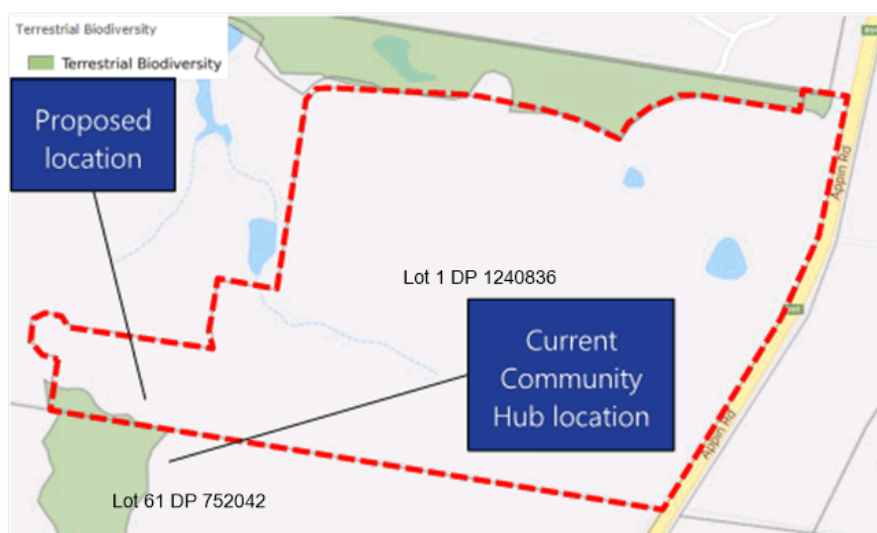 Terrestrial Biodiversity
Terrestrial Biodiversity
Proposed
location
Appin Rd
Lot 1 DP 1240836
Current
Community
Hub location
Appin Rd
Lot 61 DP 752042